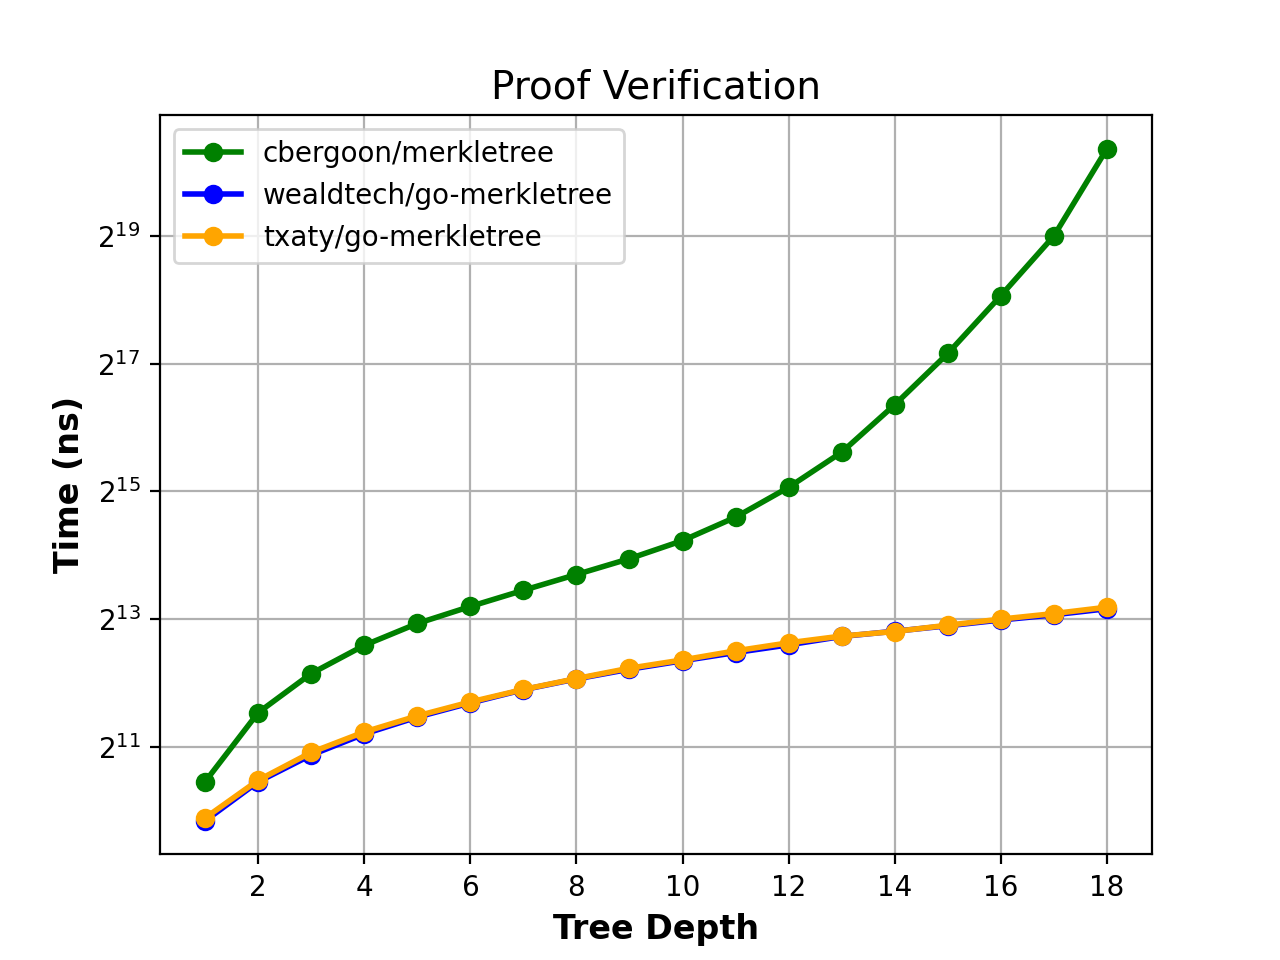 Proof Verification
cbergoon/merkletree
wealdtech/go-merkletree
txaty/go-merkletree
2^19
2^17
2^15
2^13
2^11
Time (ns)
2 4 6 8 10 12 14 16 18
Tree Depth